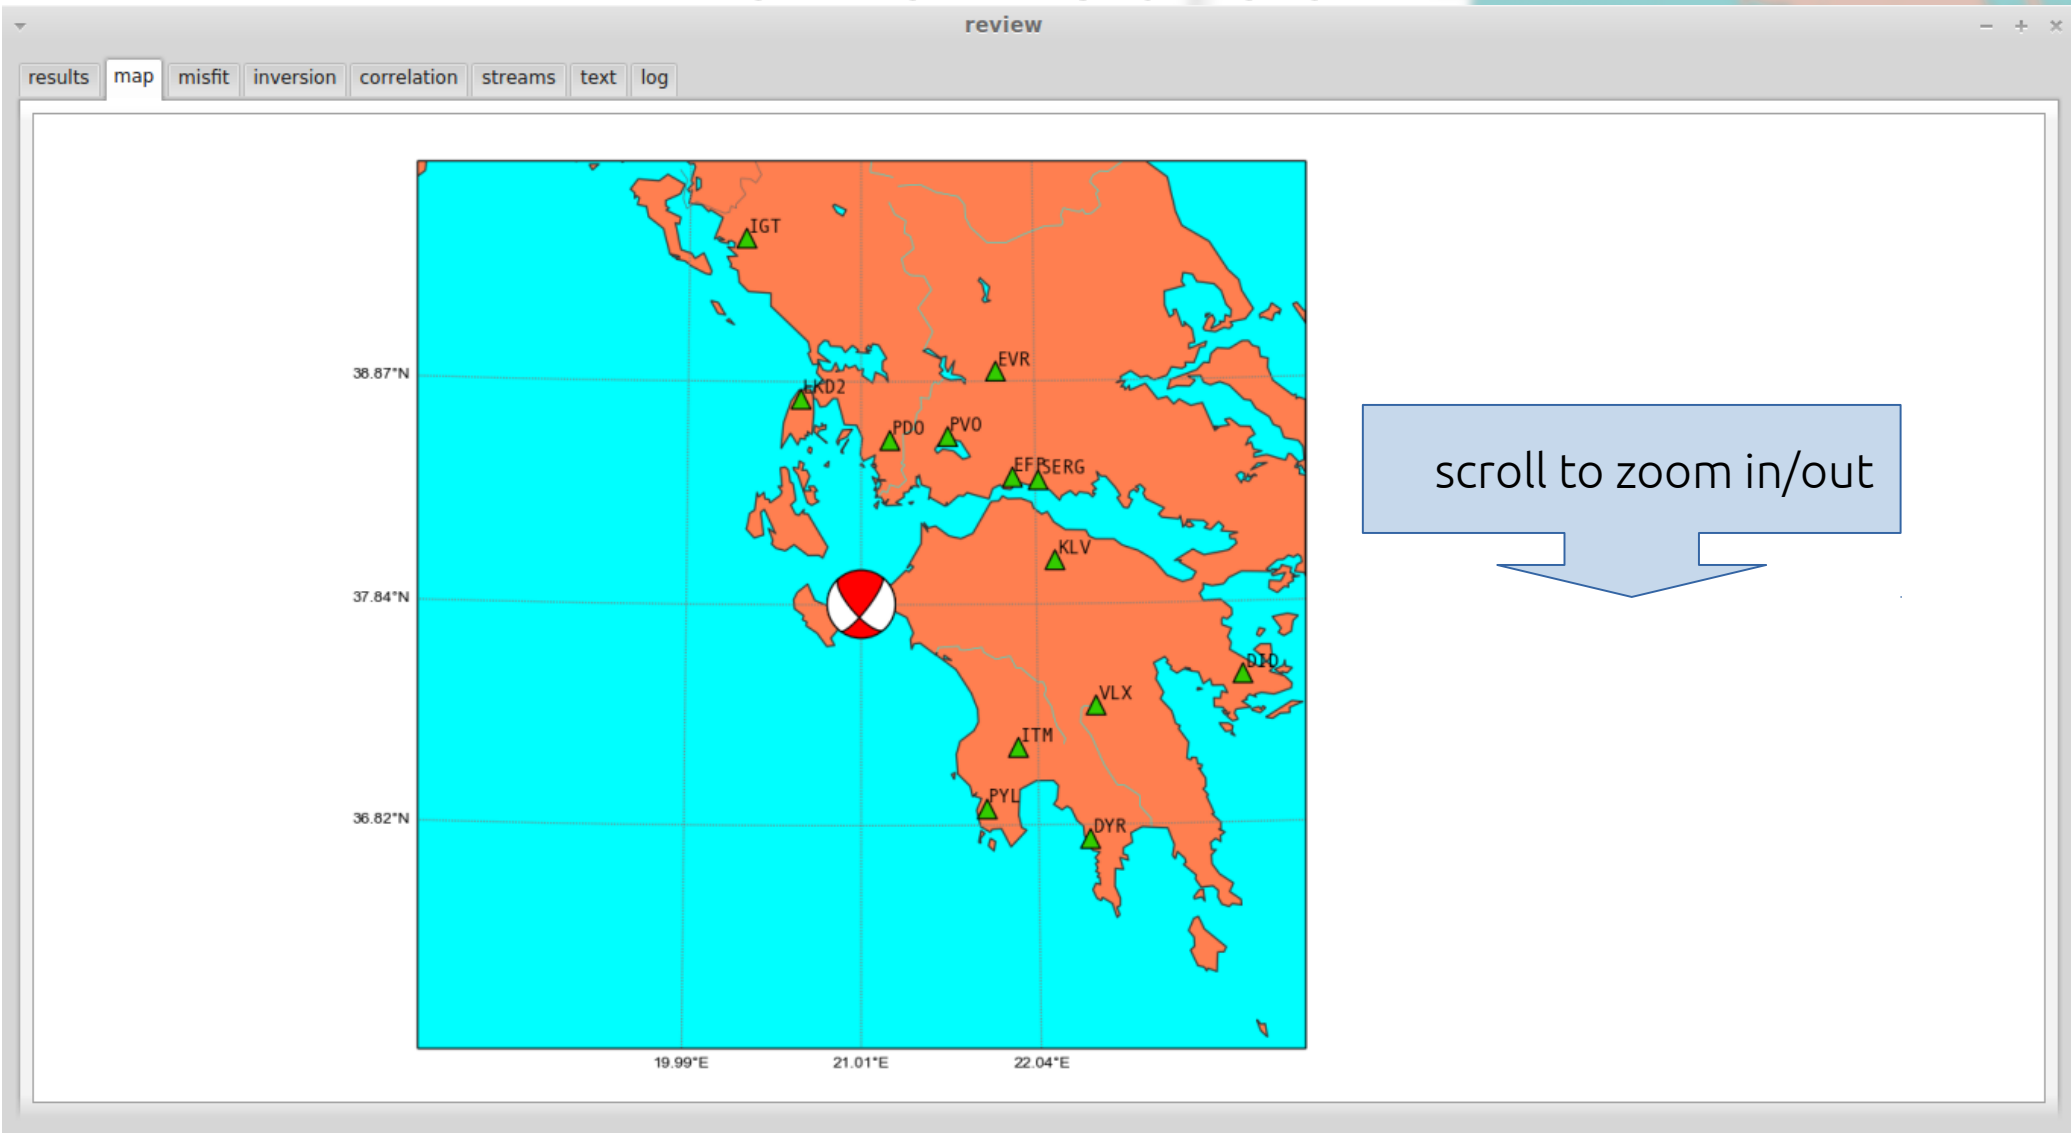 review
results map misfit inversion correlation streams text log
IGT
EVR
38.87°N
LKD2
PDO
PVO
SERG
scroll to zoom in/out
KLV
37.84°N
DID
VLX
ITM
PYL
36.82°N
DYR
19.99°E 21.01°E 22.04°E